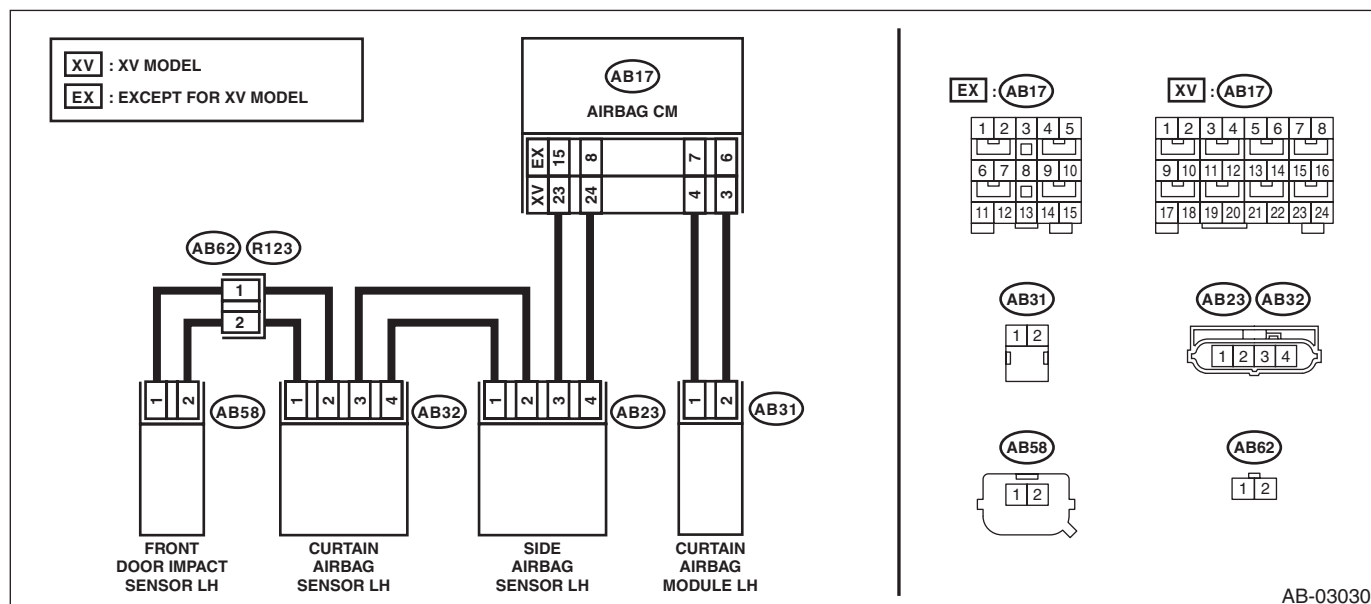 XV : XV MODEL
EX : EXCEPT FOR XV MODEL
AB17
AIRBAG CM
EX 15 8 7 6
XV 23 24 4 3
AB62 R123
1
2
1 2
AB58
1 2 3 4
AB32
1 2 3 4
AB23
1 2
AB31
FRONT
DOOR IMPACT
SENSOR LH
CURTAIN
AIRBAG
SENSOR LH
SIDE
AIRBAG
SENSOR LH
CURTAIN
AIRBAG
MODULE LH
EX : AB17
1 2 3 4 5
6 7 8 9 10
11 12 13 14 15
XV : AB17
1 2 3 4 5 6 7 8
9 10 11 12 13 14 15 16
17 18 19 20 21 22 23 24
AB31
1 2
AB23 AB32
1 2 3 4
AB58
1 2
AB62
1 2
AB-03030